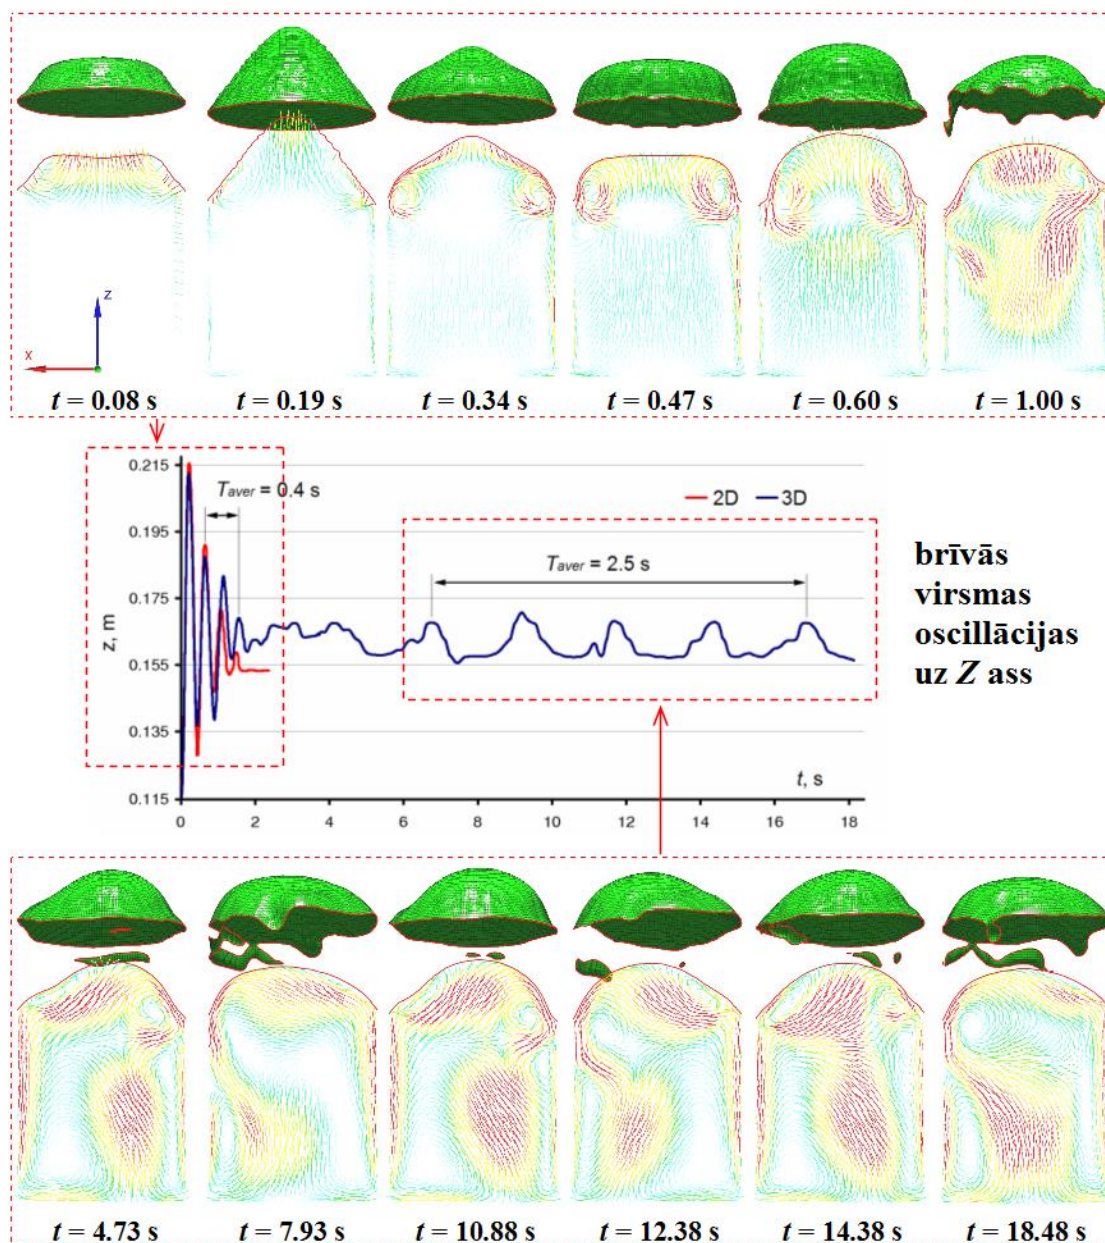 z
x
t = 0.08 s t = 0.19 s t = 0.34 s t = 0.47 s t = 0.60 s t = 1.00 s
z, m
0.215
0.195
0.175
0.155
0.135
0.115
Taver = 0.4 s
2D 3D
Taver = 2.5 s
t, s
0 2 4 6 8 10 12 14 16 18
brīvās
virsmas
oscillācijas
uz Z ass
t = 4.73 s t = 7.93 s t = 10.88 s t = 12.38 s t = 14.38 s t = 18.48 s